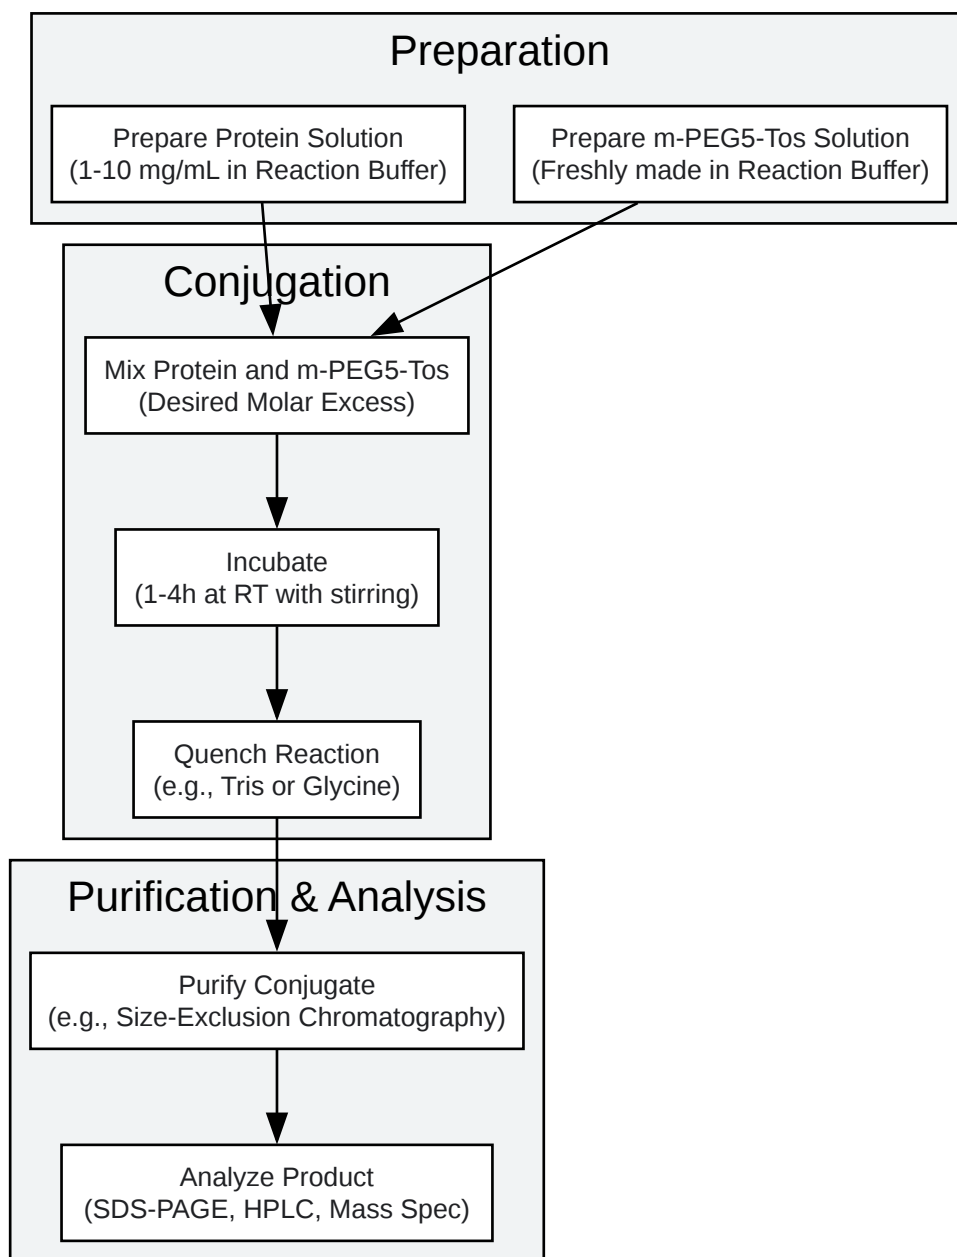 Preparation
Prepare Protein Solution
(1-10 mg/mL in Reaction Buffer)
Prepare m-PEG5-Tos Solution
(Freshly made in Reaction Buffer)
Conjugation
Mix Protein and m-PEG5-Tos
(Desired Molar Excess)
Incubate
(1-4h at RT with stirring)
Quench Reaction
(e.g., Tris or Glycine)
Purification & Analysis
Purify Conjugate
(e.g., Size-Exclusion Chromatography)
Analyze Product
(SDS-PAGE, HPLC, Mass Spec)